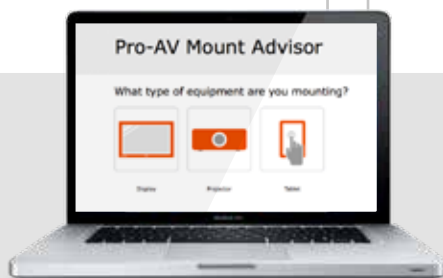 Pro-AV Mount Advisor
What type of equipment are you mounting?
Display
Projector
Tablet